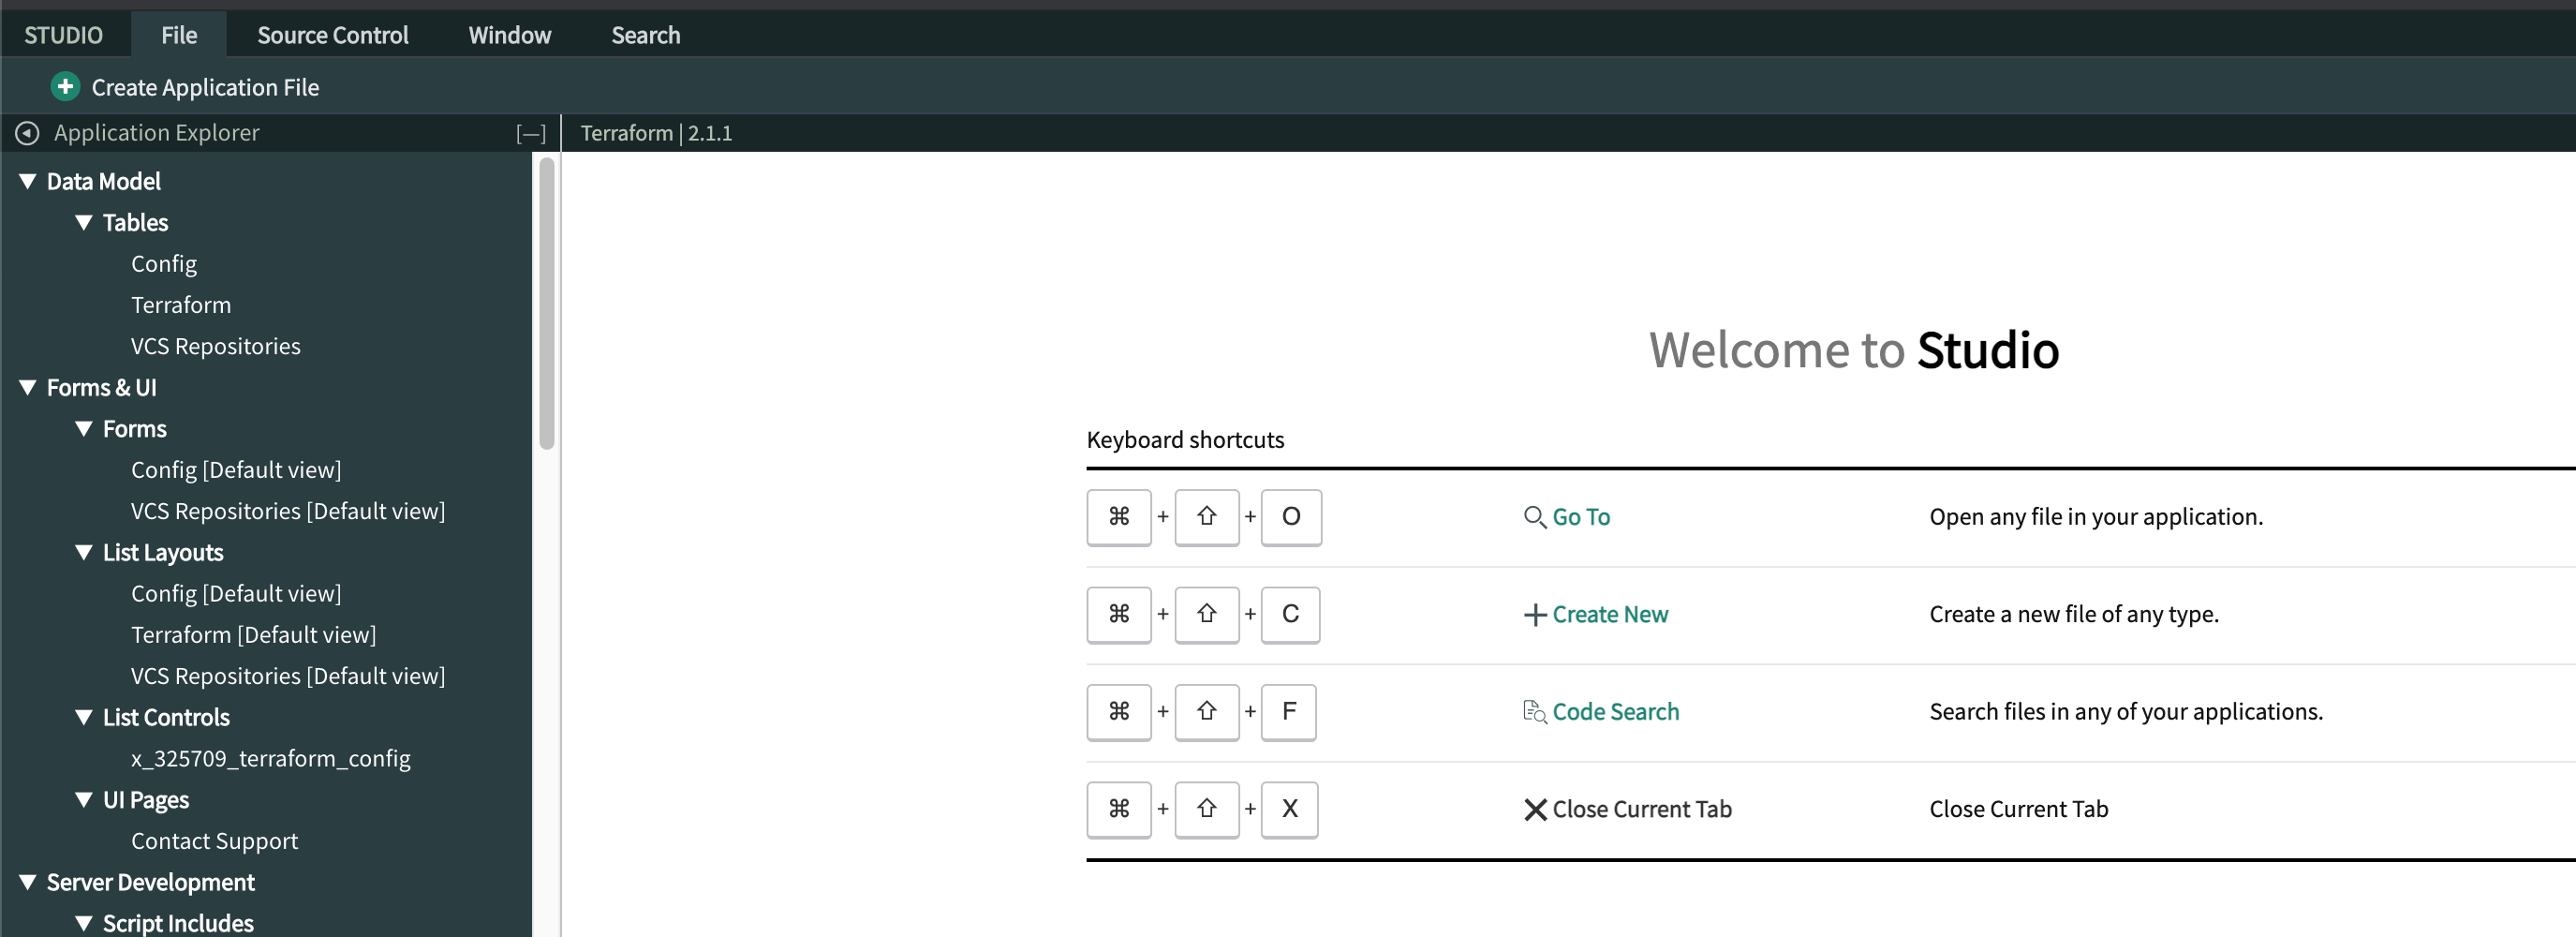 STUDIO File Source Control Window Search
Create Application File
Application Explorer [—] Terraform | 2.1.1
Data Model
Tables
Config
Terraform
VCS Repositories
Forms & UI
Forms
Config [Default view]
VCS Repositories [Default view]
List Layouts
Config [Default view]
Terraform [Default view]
VCS Repositories [Default view]
List Controls
x_325709_terraform_config
UI Pages
Contact Support
Server Development
Script Includes
Welcome to Studio
Keyboard shortcuts
⌘ + ⇧ + O Go To Open any file in your application.
⌘ + ⇧ + C Create New Create a new file of any type.
⌘ + ⇧ + F Code Search Search files in any of your applications.
⌘ + ⇧ + X Close Current Tab Close Current Tab